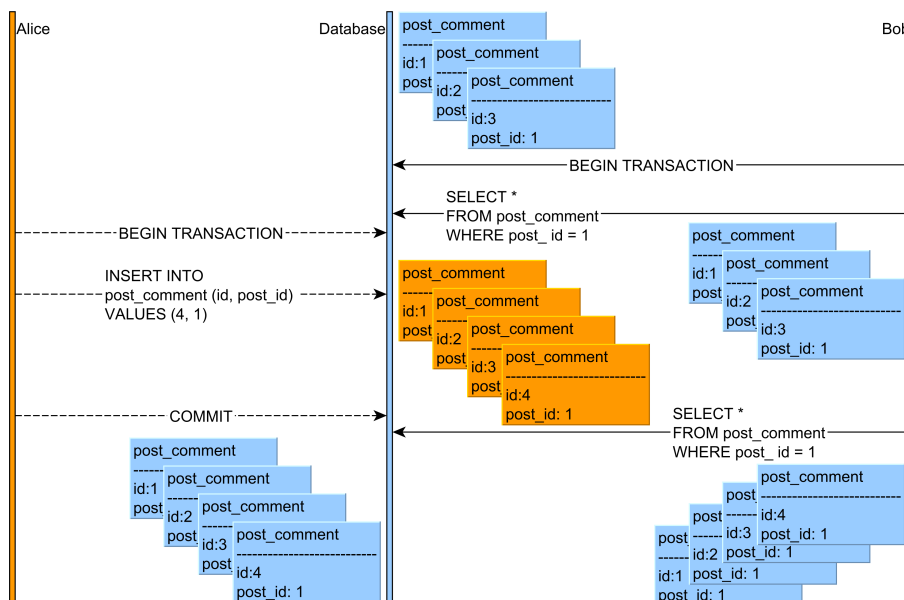 Alice
Database
Bob
post_comment
------
id:1
post
post_comment
------
id:2
post_
post_comment
---------------------------
id:3
post_id: 1
BEGIN TRANSACTION
SELECT *
FROM post_comment
WHERE post_ id = 1
BEGIN TRANSACTION
post_comment
------
id:1
post
post_comment
------
id:2
post
post_comment
---------------------------
id:3
post_id: 1
INSERT INTO
post_comment (id, post_id)
VALUES (4, 1)
post_comment
------
id:1
post
post_comment
------
id:2
post
post_comment
------
id:3
post
post_comment
---------------------------
id:4
post_id: 1
COMMIT
SELECT *
FROM post_comment
WHERE post_ id = 1
post_comment
------
id:1
post
post_comment
------
id:2
post
post_comment
------
id:3
post
post_comment
---------------------------
id:4
post_id: 1
post_comment
---------------------------
id:4
post_id: 1
post
------
id:3
post_id: 1
post
------
id:2
post_id: 1
post
------
id:1
post_id: 1